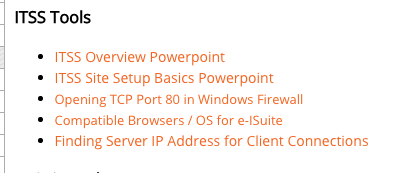 ITSS Tools
ITSS Overview Powerpoint
ITSS Site Setup Basics Powerpoint
Opening TCP Port 80 in Windows Firewall
Compatible Browsers / OS for e-ISuite
Finding Server IP Address for Client Connections